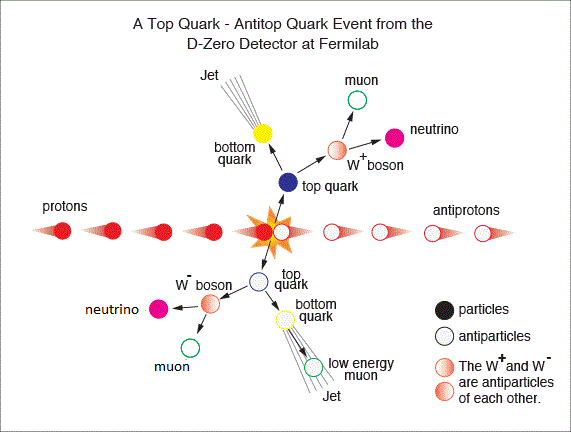 A Top Quark - Antitop Quark Event from the
D-Zero Detector at Fermilab
Jet
muon
neutrino
bottom
quark
W+ boson
top quark
protons
antiprotons
W- boson
top
quark
neutrino
bottom
quark
muon
low energy
muon
Jet
particles
antiparticles
The W+ and W-
are antiparticles
of each other.